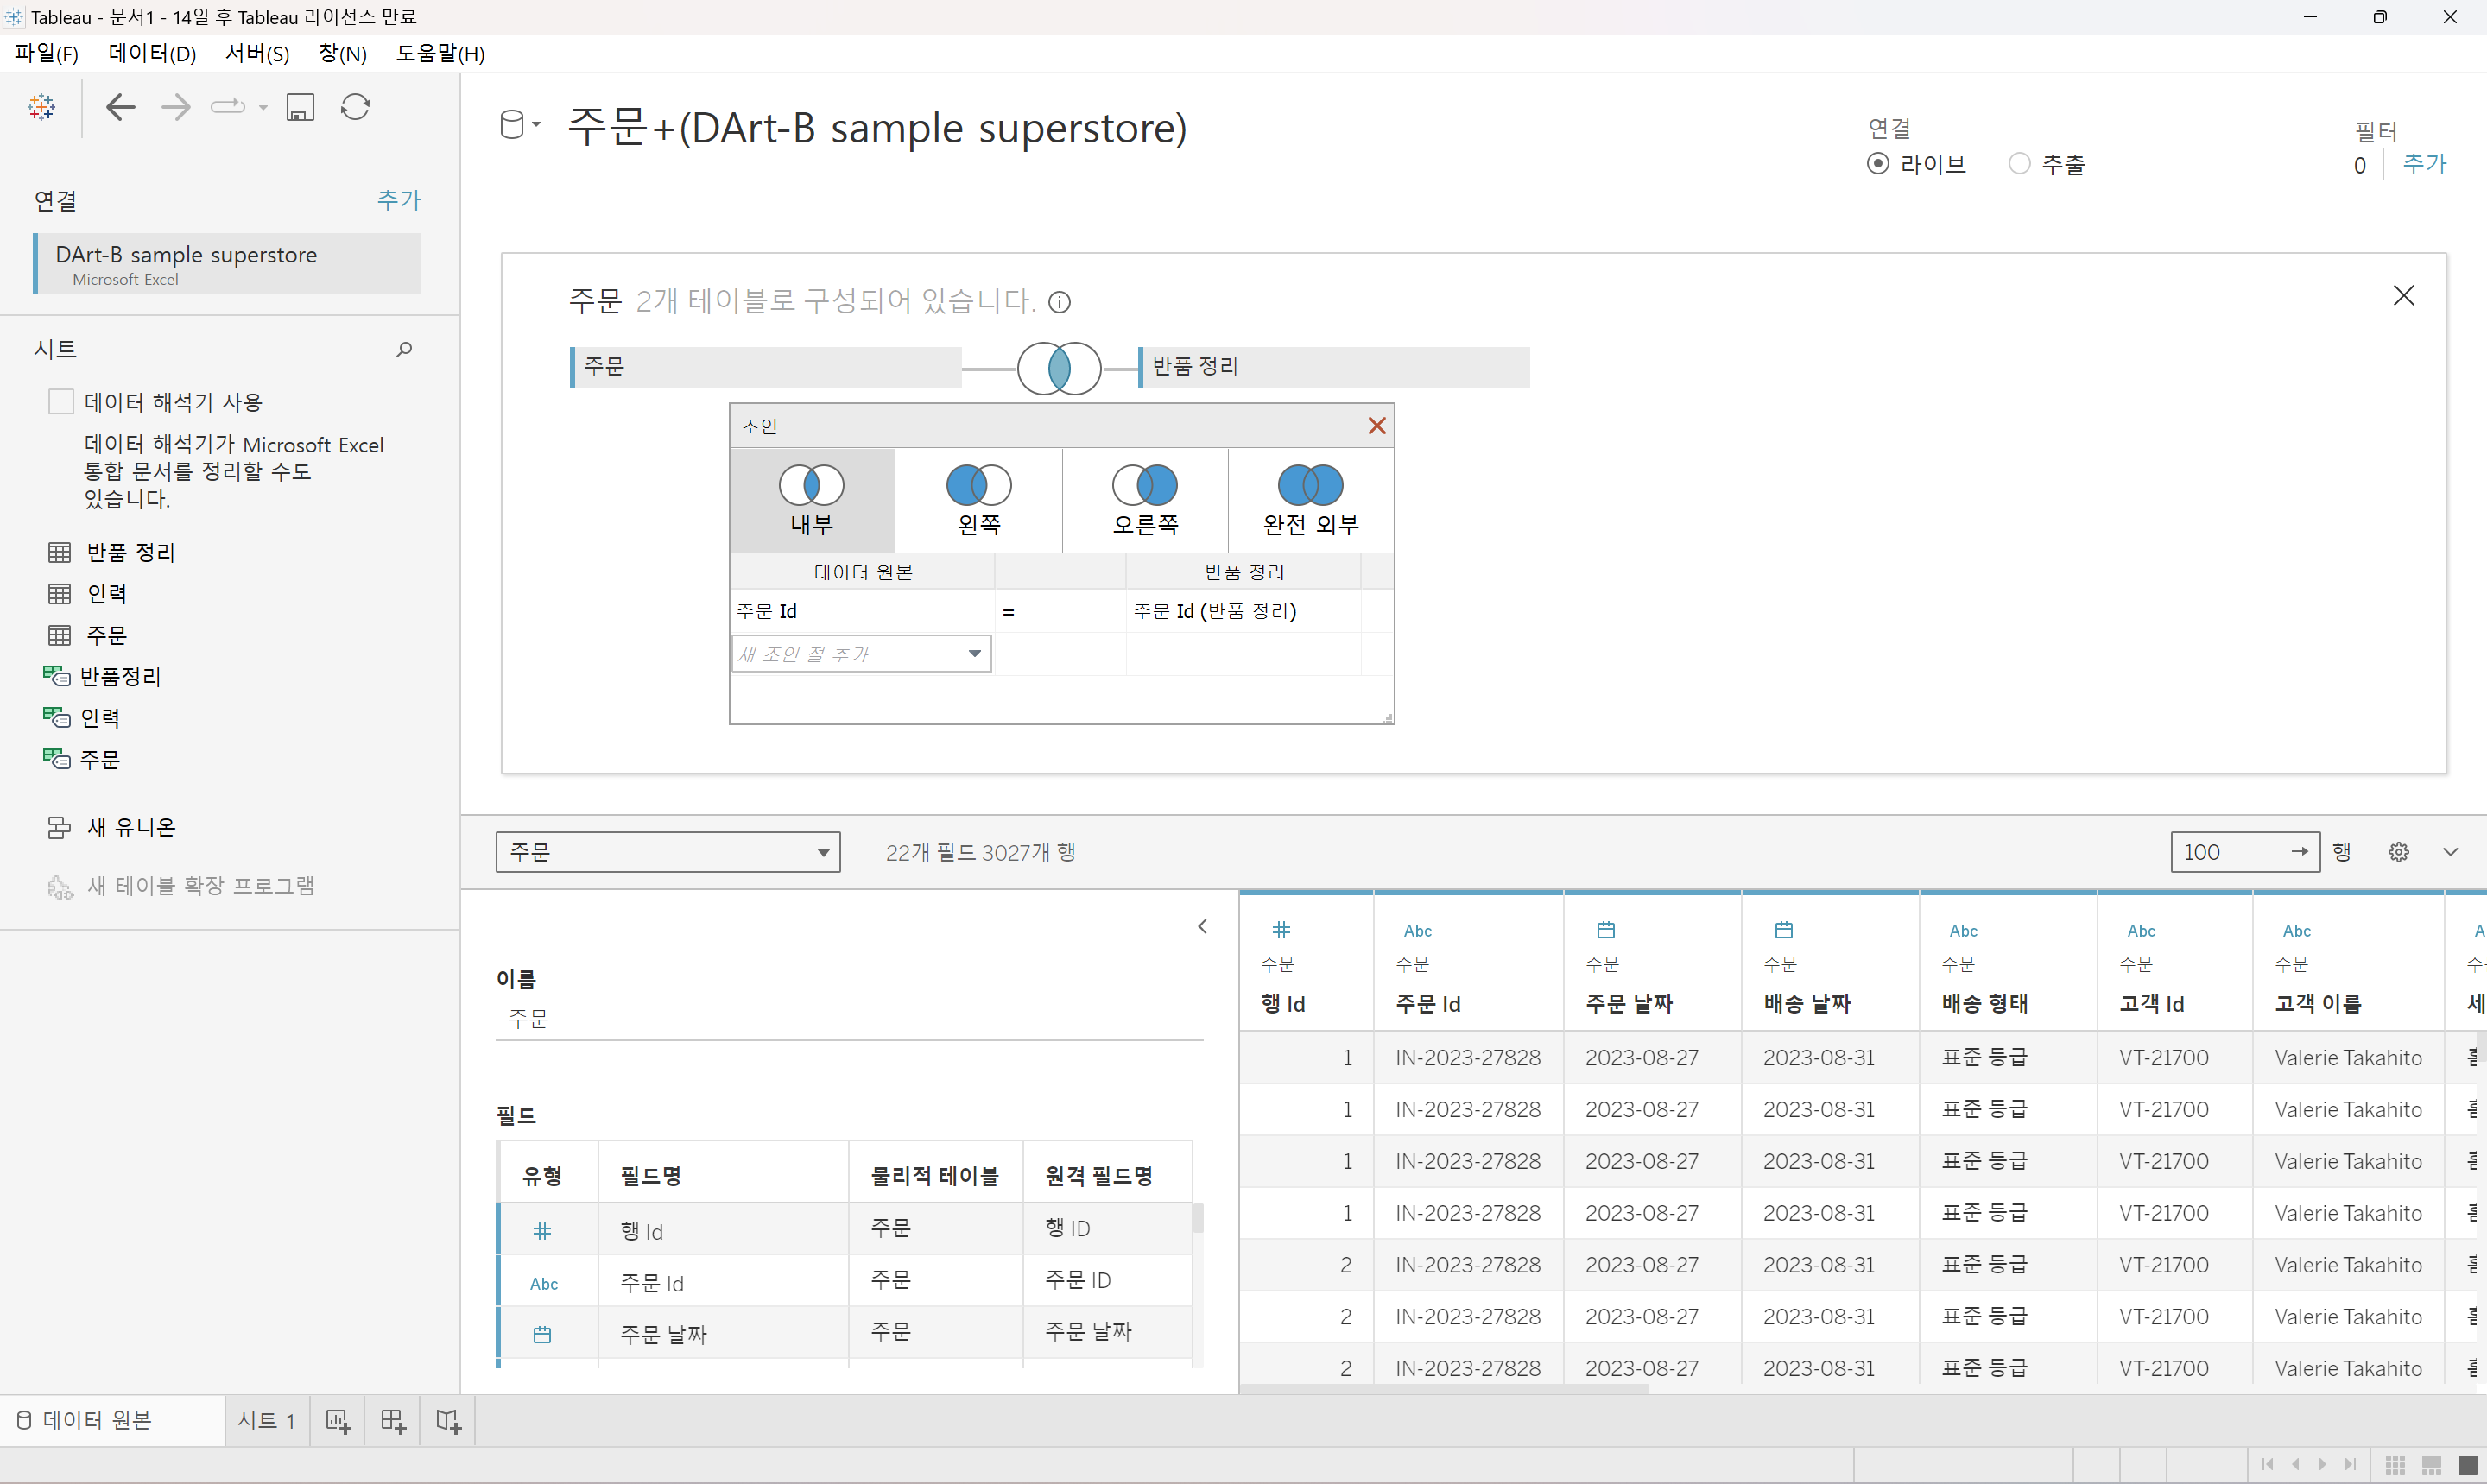 Tableau - 문서1 - 14일 후 Tableau 라이선스 만료
파일(F) 데이터(D) 서버(S) 창(N) 도움말(H)
주문+(DArt-B sample superstore)
연결
라이브 추출
필터
0 추가
연결 추가
DArt-B sample superstore
Microsoft Excel
시트
데이터 해석기 사용
데이터 해석기가 Microsoft Excel
통합 문서를 정리할 수도
있습니다.
반품 정리
인력
주문
반품정리
인력
주문
새 유니온
새 테이블 확장 프로그램
주문 2개 테이블로 구성되어 있습니다.
주문 반품 정리
조인
내부 왼쪽 오른쪽 완전 외부
데이터 원본 반품 정리
주문 Id = 주문 Id (반품 정리)
새 조인 절 추가
주문 22개 필드 3027개 행 100 → 행
이름
주문
필드
유형 필드명 물리적 테이블 원격 필드명
# 행 Id 주문 행 ID
Abc 주문 Id 주문 주문 ID
주문 날짜 주문 주문 날짜
# Abc Abc Abc Abc
주문 주문 주문 주문 주문 주문 주문
행 Id 주문 Id 주문 날짜 배송 날짜 배송 형태 고객 Id 고객 이름
1 IN-2023-27828 2023-08-27 2023-08-31 표준 등급 VT-21700 Valerie Takahito
1 IN-2023-27828 2023-08-27 2023-08-31 표준 등급 VT-21700 Valerie Takahito
1 IN-2023-27828 2023-08-27 2023-08-31 표준 등급 VT-21700 Valerie Takahito
1 IN-2023-27828 2023-08-27 2023-08-31 표준 등급 VT-21700 Valerie Takahito
2 IN-2023-27828 2023-08-27 2023-08-31 표준 등급 VT-21700 Valerie Takahito
2 IN-2023-27828 2023-08-27 2023-08-31 표준 등급 VT-21700 Valerie Takahito
2 IN-2023-27828 2023-08-27 2023-08-31 표준 등급 VT-21700 Valerie Takahito
데이터 원본 시트 1